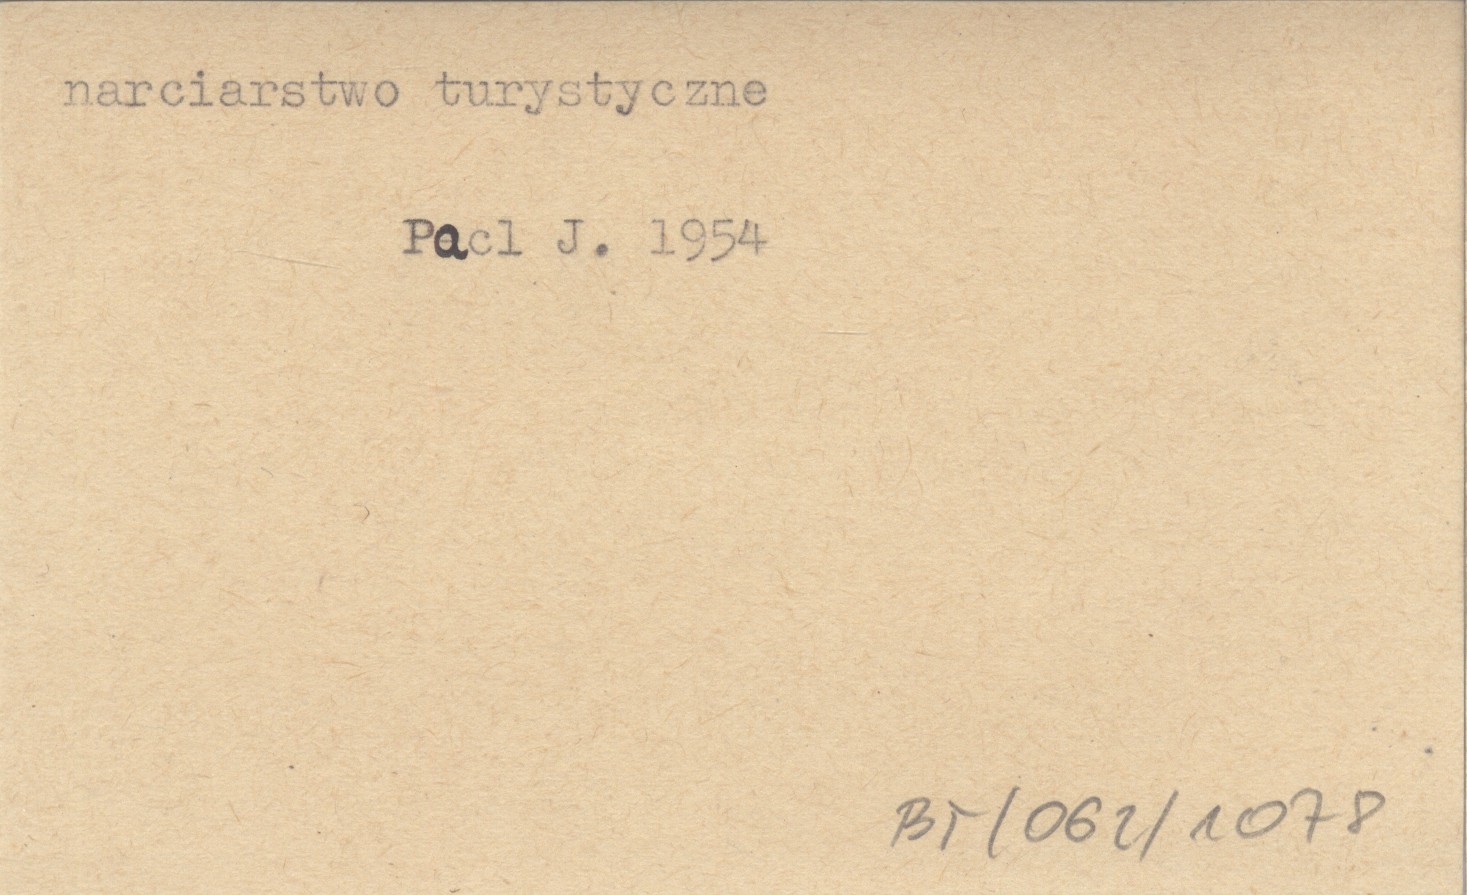 narciarstwo turystyczne
Pacl J. 1954
BT/062/1078